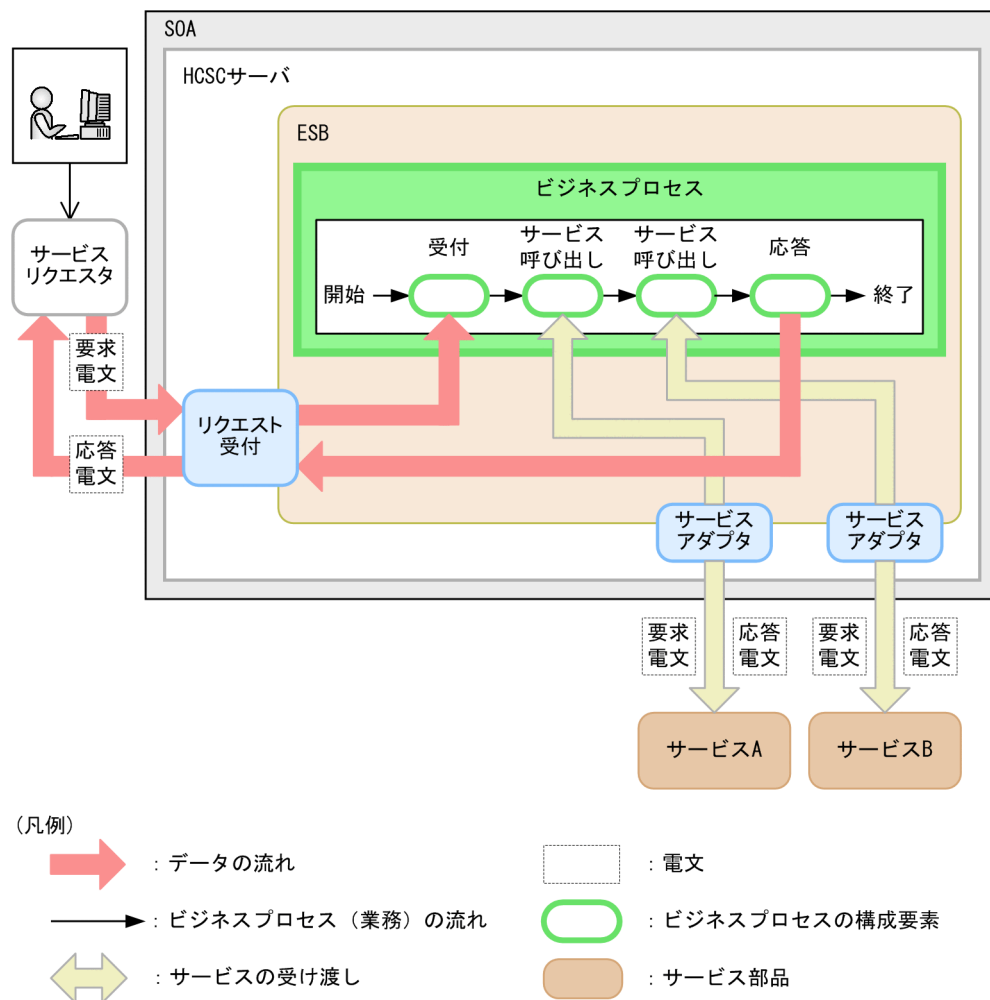 SOA
HCSCサーバ
ESB
ビジネスプロセス
受付
サービス
呼び出し
サービス
呼び出し
応答
開始
終了
サービス
リクエスタ
要求
電文
応答
電文
リクエスト
受付
サービス
アダプタ
サービス
アダプタ
要求
電文
応答
電文
要求
電文
応答
電文
サービスA
サービスB
(凡例)
：データの流れ
：電文
：ビジネスプロセス（業務）の流れ
：ビジネスプロセスの構成要素
：サービスの受け渡し
：サービス部品